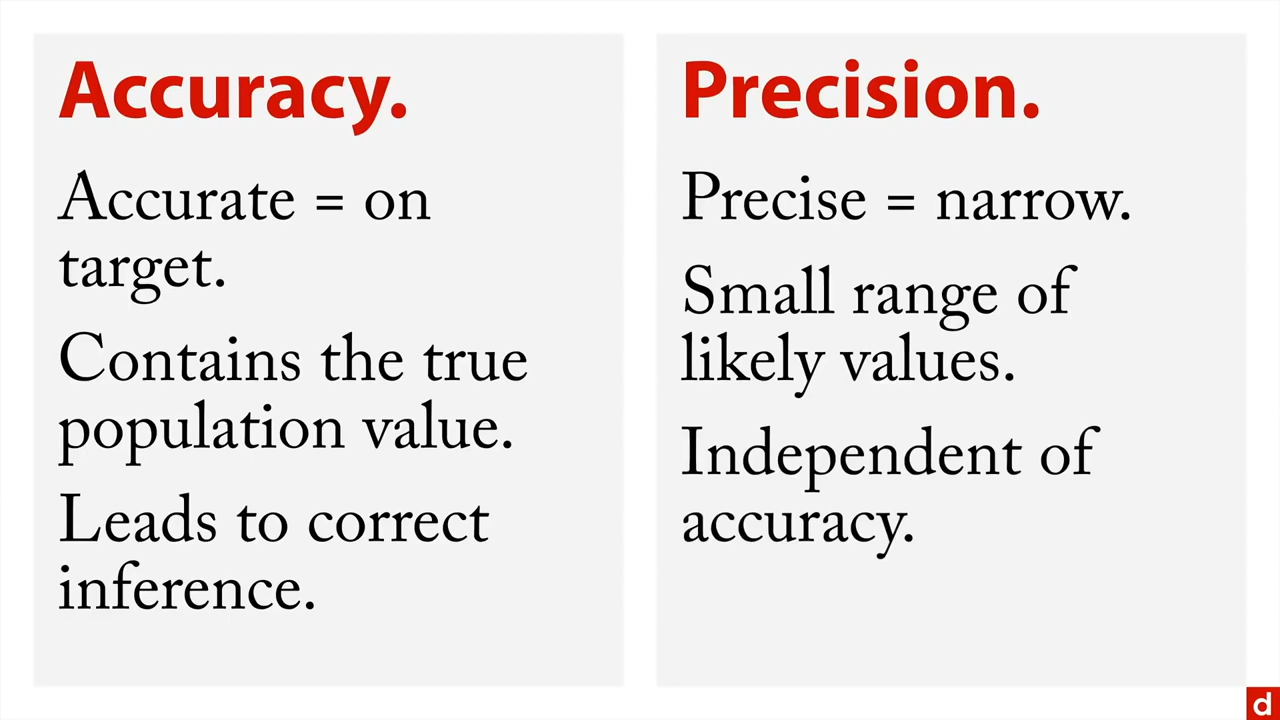 Accuracy.
Accurate = on
target.
Contains the true
population value.
Leads to correct
inference.
Precision.
Precise = narrow.
Small range of
likely values.
Independent of
accuracy.
d